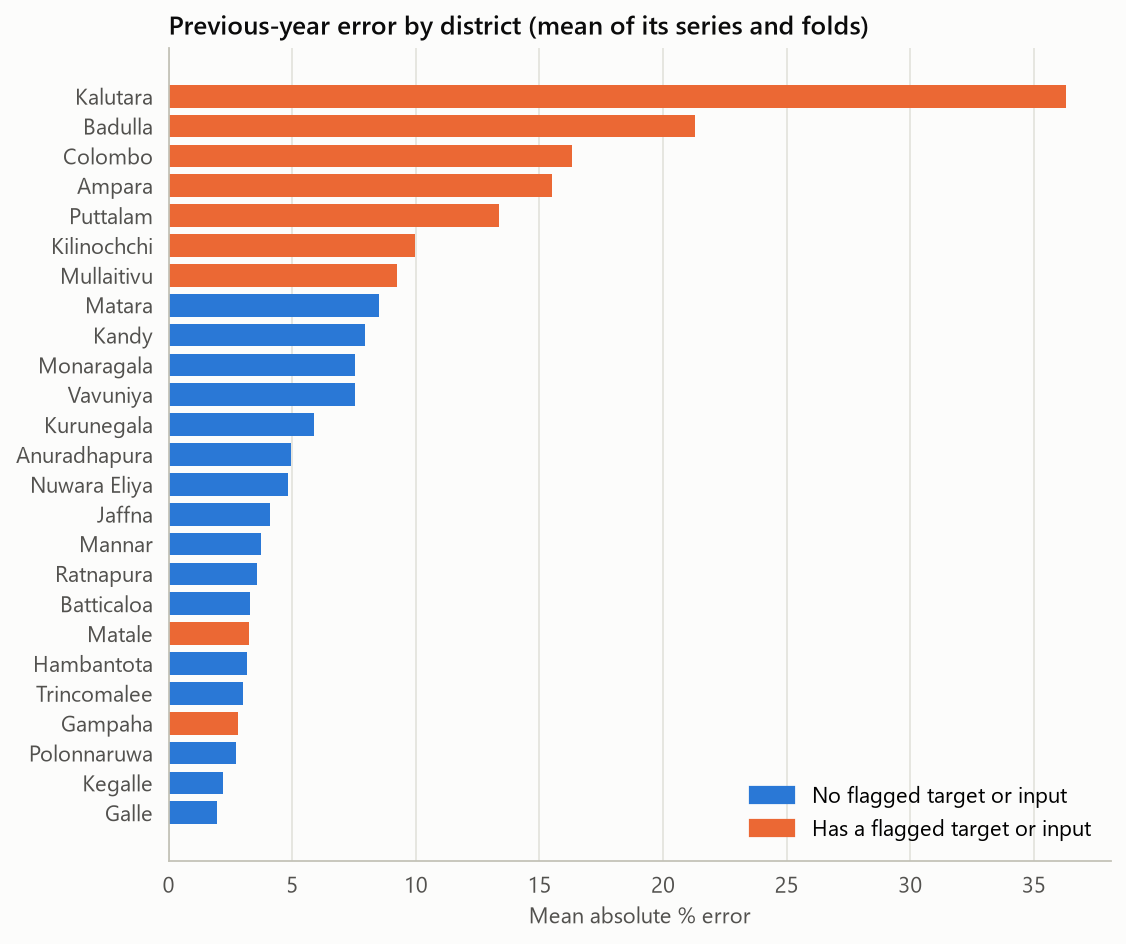 Previous-year error by district (mean of its series and folds)
Kalutara
Badulla
Colombo
Ampara
Puttalam
Kilinochchi
Mullaitivu
Matara
Kandy
Monaragala
Vavuniya
Kurunegala
Anuradhapura
Nuwara Eliya
Jaffna
Mannar
Ratnapura
Batticaloa
Matale
Hambantota
Trincomalee
Gampaha
Polonnaruwa
Kegalle
Galle
No flagged target or input
Has a flagged target or input
0 5 10 15 20 25 30 35
Mean absolute % error